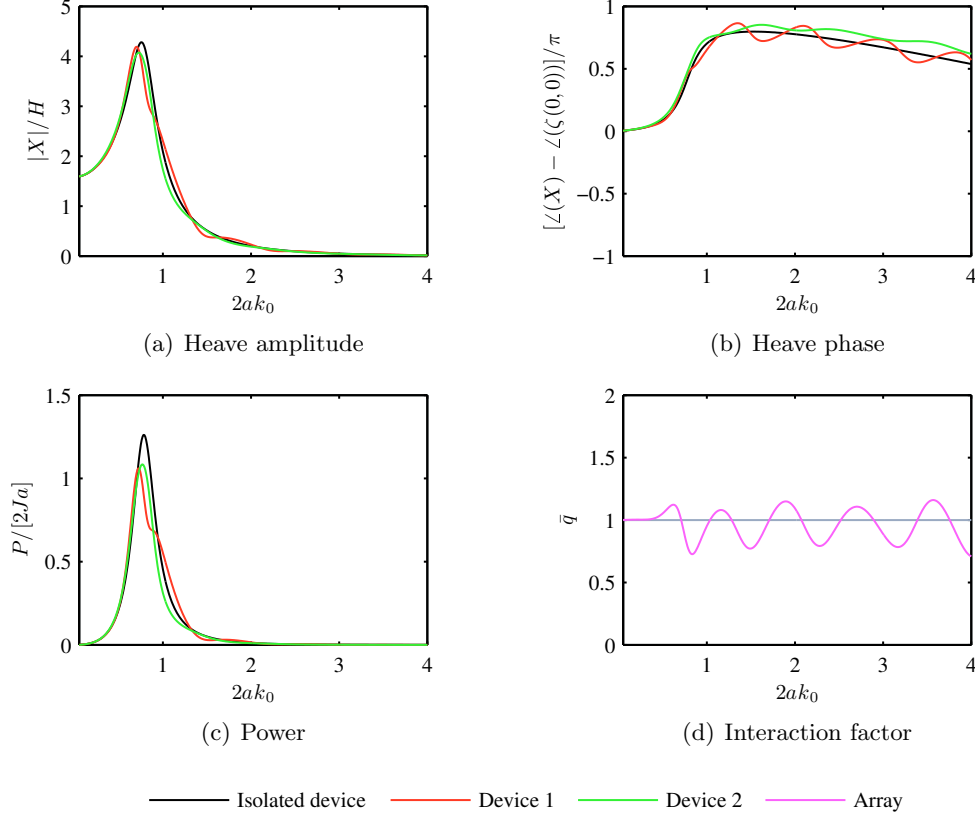 5
4
3
2
1
0
|X|/H
1
2
3
4
2ak₀
(a) Heave amplitude
1
0.5
0
−0.5
−1
[∠(X) − ∠(ζ(0,0))]/π
1
2
3
4
2ak₀
(b) Heave phase
1.5
1
0.5
0
P/[2Ja]
1
2
3
4
2ak₀
(c) Power
2
1.5
1
0.5
0
q̄
1
2
3
4
2ak₀
(d) Interaction factor
Isolated device
Device 1
Device 2
Array